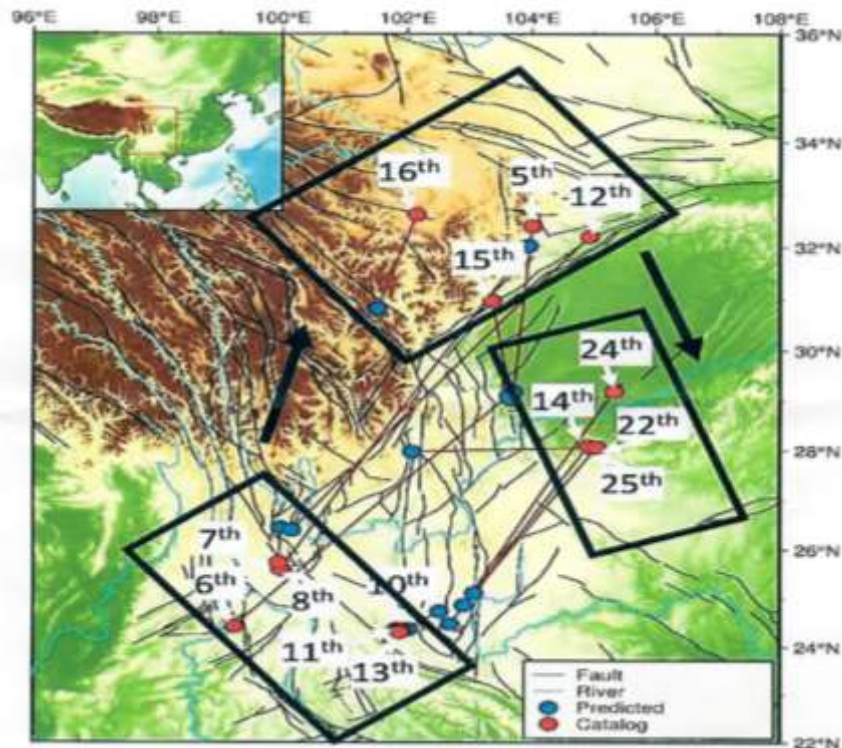 96°E 98°E 100°E 102°E 104°E 106°E 108°E
36°N
34°N
16th 5th 12th
32°N
15th
30°N
24th
14th 22th
28°N
25th
7th
26°N
6th 10th
8th
24°N
11th
13th
Fault
River
Predicted
Catalog
22°N